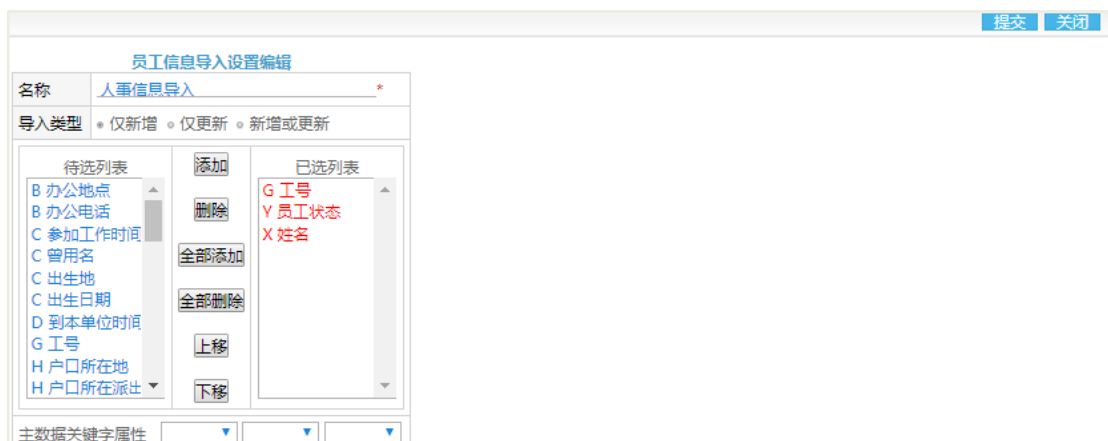 提交 关闭
员工信息导入设置编辑
名称 人事信息导入 *
导入类型 仅新增 仅更新 新增或更新
待选列表
B 办公地点
B 办公电话
C 参加工作时间
C 曾用名
C 出生地
C 出生日期
D 到本单位时间
G 工号
H 户口所在地
H 户口所在派出
添加
删除
全部添加
全部删除
上移
下移
已选列表
G 工号
Y 员工状态
X 姓名
主数据关键字属性